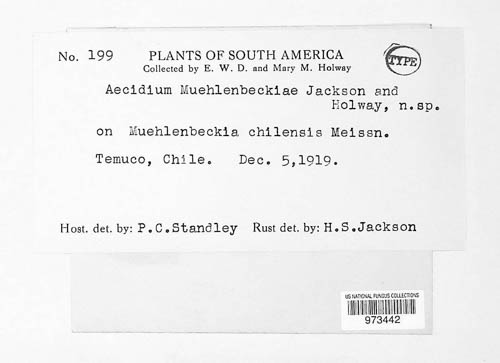 No. 199 PLANTS OF SOUTH AMERICA TYPE
Collected by E. W. D. and Mary M. Holway
Aecidium Muehlenbeckiae Jackson and
Holway, n.sp.
on Muehlenbeckia chilensis Meissn.
Temuco, Chile. Dec. 5,1919.
Host. det. by: P.C.Standley Rust det. by: H.S.Jackson
US NATIONAL FUNGUS COLLECTIONS
973442